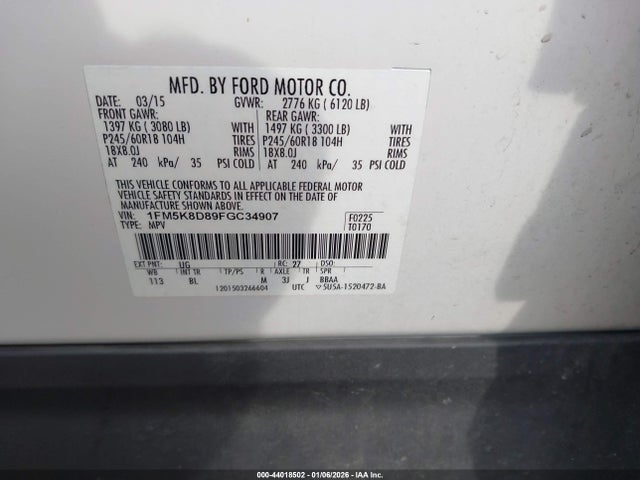 MFD. BY FORD MOTOR CO.
DATE: 03/15 GVWR: 2776 KG ( 6120 LB)
FRONT GAWR: REAR GAWR:
1397 KG ( 3080 LB) WITH 1497 KG ( 3300 LB) WITH
P245/60R18 104H TIRES P245/60R18 104H TIRES
18X8.0J RIMS 18X8.0J RIMS
AT 240 kPa/ 35 PSI COLD AT 240 kPa/ 35 PSI COLD
THIS VEHICLE CONFORMS TO ALL APPLICABLE FEDERAL MOTOR
VEHICLE SAFETY STANDARDS IN EFFECT ON THE DATE OF
MANUFACTURE SHOWN ABOVE.
VIN: 1FM5K8D89FGC34907 F0225
TYPE: MPV T0170
EXT PNT: UG RC: 27 DSO:
WB INT TR TP/PS R AXLE TR SPR
113 BL M 3J J BBAA
1201503266604 UTC ▽5U5A-1520472-BA
000-44018502 - 01/06/2026 - IAA Inc.